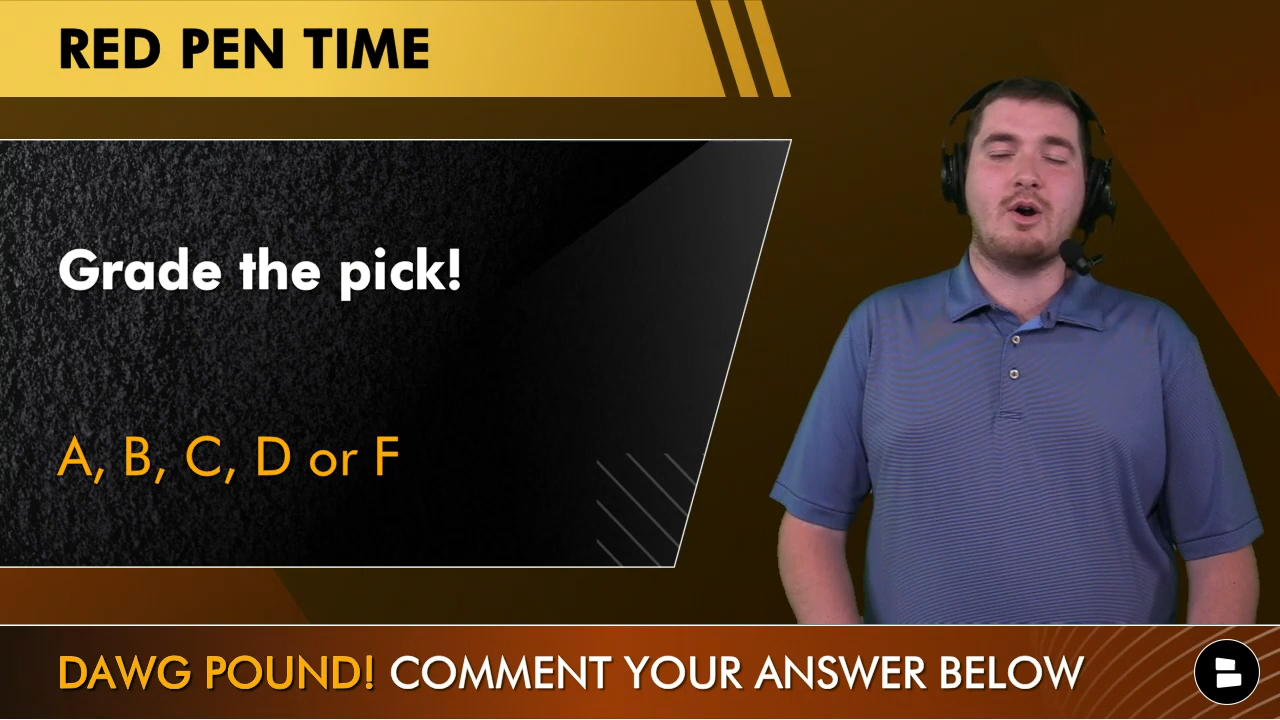 RED PEN TIME
Grade the pick!
A, B, C, D or F
DAWG POUND! COMMENT YOUR ANSWER BELOW